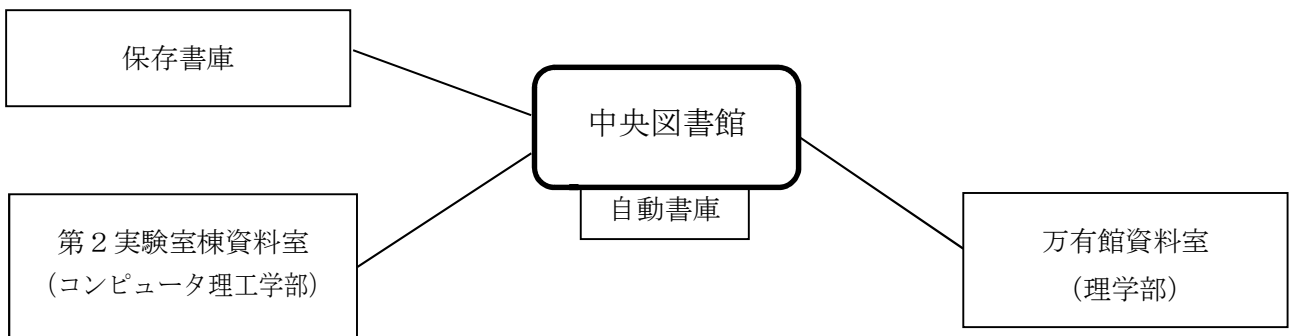 保存書庫
中央図書館
自動書庫
第２実験室棟資料室
（コンピュータ理工学部）
万有館資料室
（理学部）